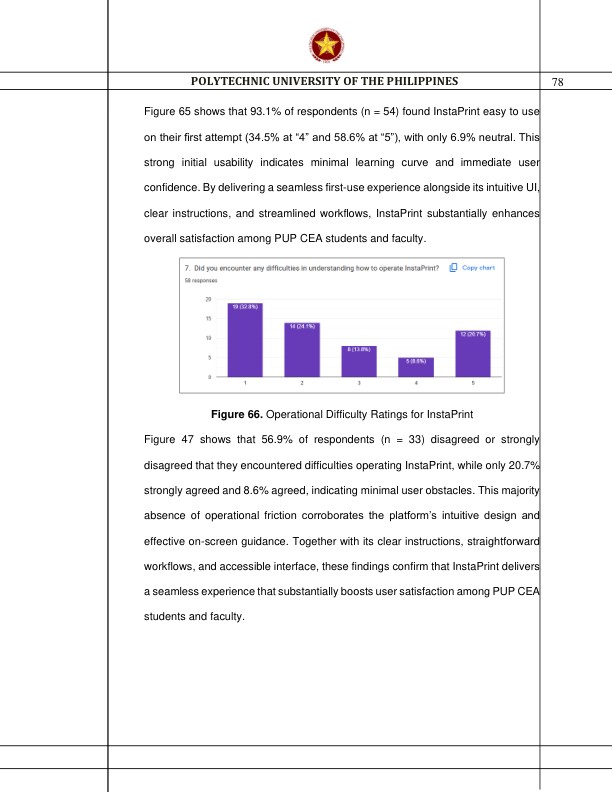 POLYTECHNIC UNIVERSITY OF THE PHILIPPINES
78
Figure 65 shows that 93.1% of respondents (n = 54) found InstaPrint easy to use
on their first attempt (34.5% at “4” and 58.6% at “5”), with only 6.9% neutral. This
strong initial usability indicates minimal learning curve and immediate user
confidence. By delivering a seamless first-use experience alongside its intuitive UI,
clear instructions, and streamlined workflows, InstaPrint substantially enhances
overall satisfaction among PUP CEA students and faculty.
7. Did you encounter any difficulties in understanding how to operate InstaPrint?
Copy chart
58 responses
20
15
10
5
0
19 (32.8%)
14 (24.1%)
8 (13.8%)
5 (8.6%)
12 (20.7%)
1
2
3
4
5
Figure 66. Operational Difficulty Ratings for InstaPrint
Figure 47 shows that 56.9% of respondents (n = 33) disagreed or strongly
disagreed that they encountered difficulties operating InstaPrint, while only 20.7%
strongly agreed and 8.6% agreed, indicating minimal user obstacles. This majority
absence of operational friction corroborates the platform’s intuitive design and
effective on-screen guidance. Together with its clear instructions, straightforward
workflows, and accessible interface, these findings confirm that InstaPrint delivers
a seamless experience that substantially boosts user satisfaction among PUP CEA
students and faculty.